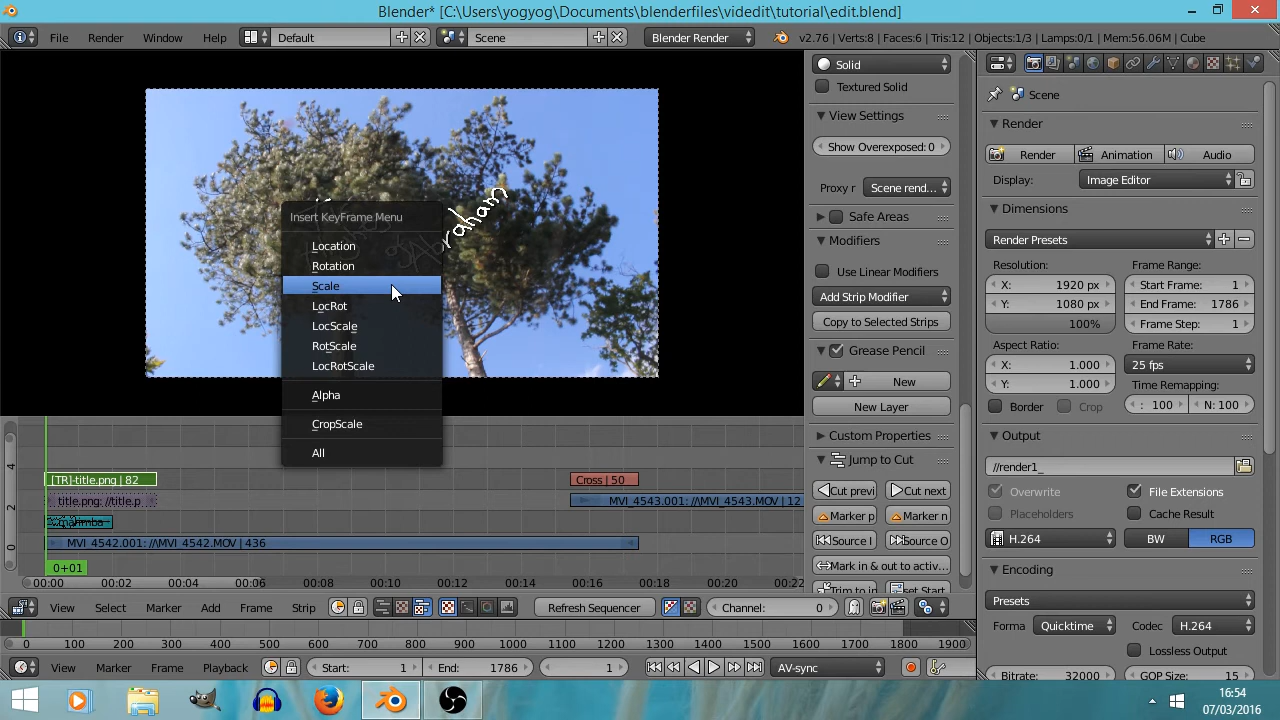 Blender* [C:\Users\yogyog\Documents\blenderfiles\videdit\tutorial\edit.blend]
File Render Window Help Default Scene Blender Render v2.76 | Verts:8 | Faces:6 | Tris:12 | Objects:1/3 | Lamps:0/1 | Mem:56.06M | Cube
Abraham
Insert KeyFrame Menu
Location
Rotation
Scale
LocRot
LocScale
RotScale
LocRotScale
Alpha
CropScale
All
Solid
Textured Solid
View Settings
Show Overexposed: 0
Proxy r Scene rend...
Safe Areas
Modifiers
Use Linear Modifiers
Add Strip Modifier
Copy to Selected Strips
Grease Pencil
New
New Layer
Custom Properties
Jump to Cut
Cut previ Cut next
Marker p Marker n
Source I Source O
Mark in & out to activ...
Trim to in Set Start
Scene
Render
Render Animation Audio
Display: Image Editor
Dimensions
Render Presets
Resolution: Frame Range:
X: 1920 px Start Frame: 1
Y: 1080 px End Frame: 1786
100% Frame Step: 1
Aspect Ratio: Frame Rate:
X: 1.000 25 fps
Y: 1.000 Time Remapping:
Border Crop : 100 N: 100
Output
//render1_
Overwrite File Extensions
Placeholders Cache Result
H.264 BW RGB
Encoding
Presets
Forma Quicktime Codec H.264
Lossless Output
Bitrate: 32000 GOP Size: 15
4
2
0
[TR]-title.png | 82 Cross | 50
title.png: //title.p MVI_4543.001: //MVI_4543.MOV | 12
MVI_4542.001: //MVI_4542.MOV | 436
0+01
00:00 00:02 00:04 00:06 00:08 00:10 00:12 00:14 00:16 00:18 00:20 00:22
View Select Marker Add Frame Strip Refresh Sequencer Channel: 0
0 100 200 300 400 500 600 700 800 900 1000 1100 1200 1300 1400 1500 1600 1700 1800 1900
View Marker Frame Playback Start: 1 End: 1786 1 AV-sync
16:54
07/03/2016